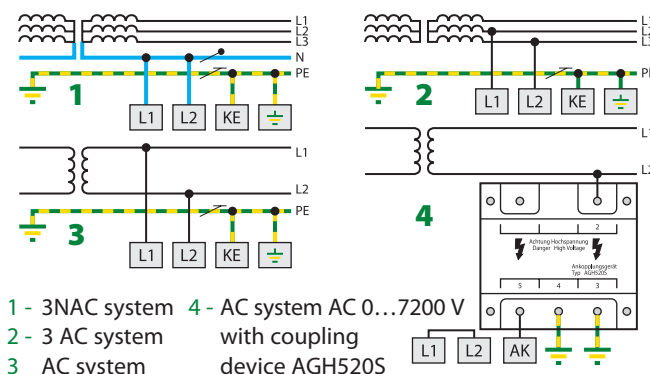 L1
L2
L3
N
PE
1
L1
L2
KE
L1
L2
L3
PE
2
L1
L2
KE
L1
L2
PE
3
L1
L2
KE
L1
L2
4
2
Achtung Hochspannung
Danger High Voltage
Ankopplungsgerät
Typ AGH520S
5
4
3
L1
L2
AK
1 - 3NAC system
2 - 3 AC system
3 AC system
4 - AC system AC 0…7200 V
with coupling
device AGH520S